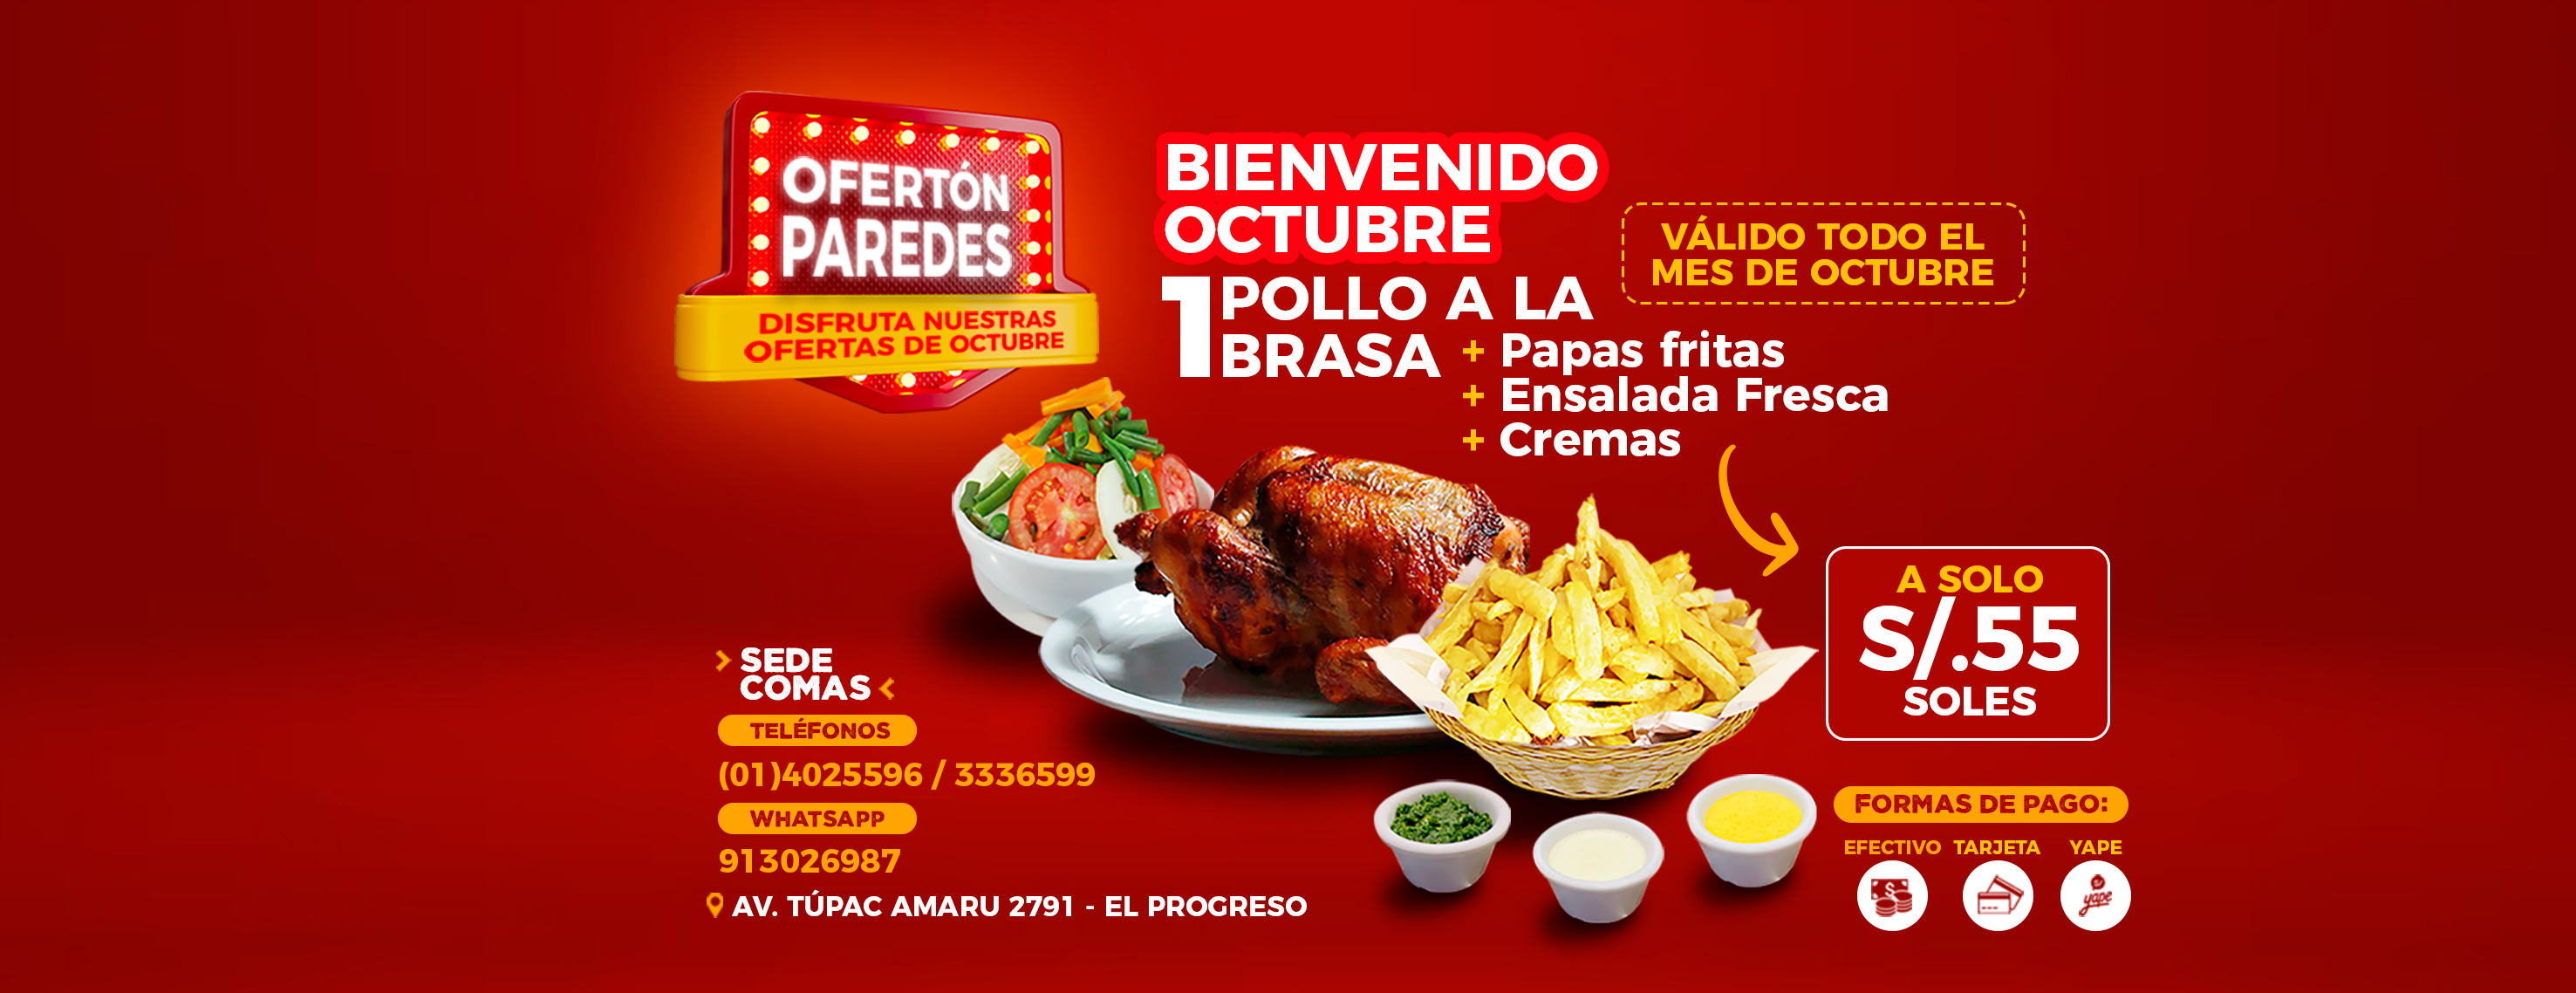 OFERTÓN
PAREDES
DISFRUTA NUESTRAS
OFERTAS DE OCTUBRE
BIENVENIDO
OCTUBRE
1 POLLO A LA
BRASA
+ Papas fritas
+ Ensalada Fresca
+ Cremas
VÁLIDO TODO EL
MES DE OCTUBRE
A SOLO
S/.55
SOLES
> SEDE
COMAS <
TELÉFONOS
(01)4025596 / 3336599
WHATSAPP
913026987
AV. TÚPAC AMARU 2791 - EL PROGRESO
FORMAS DE PAGO:
EFECTIVO TARJETA YAPE
$ yape